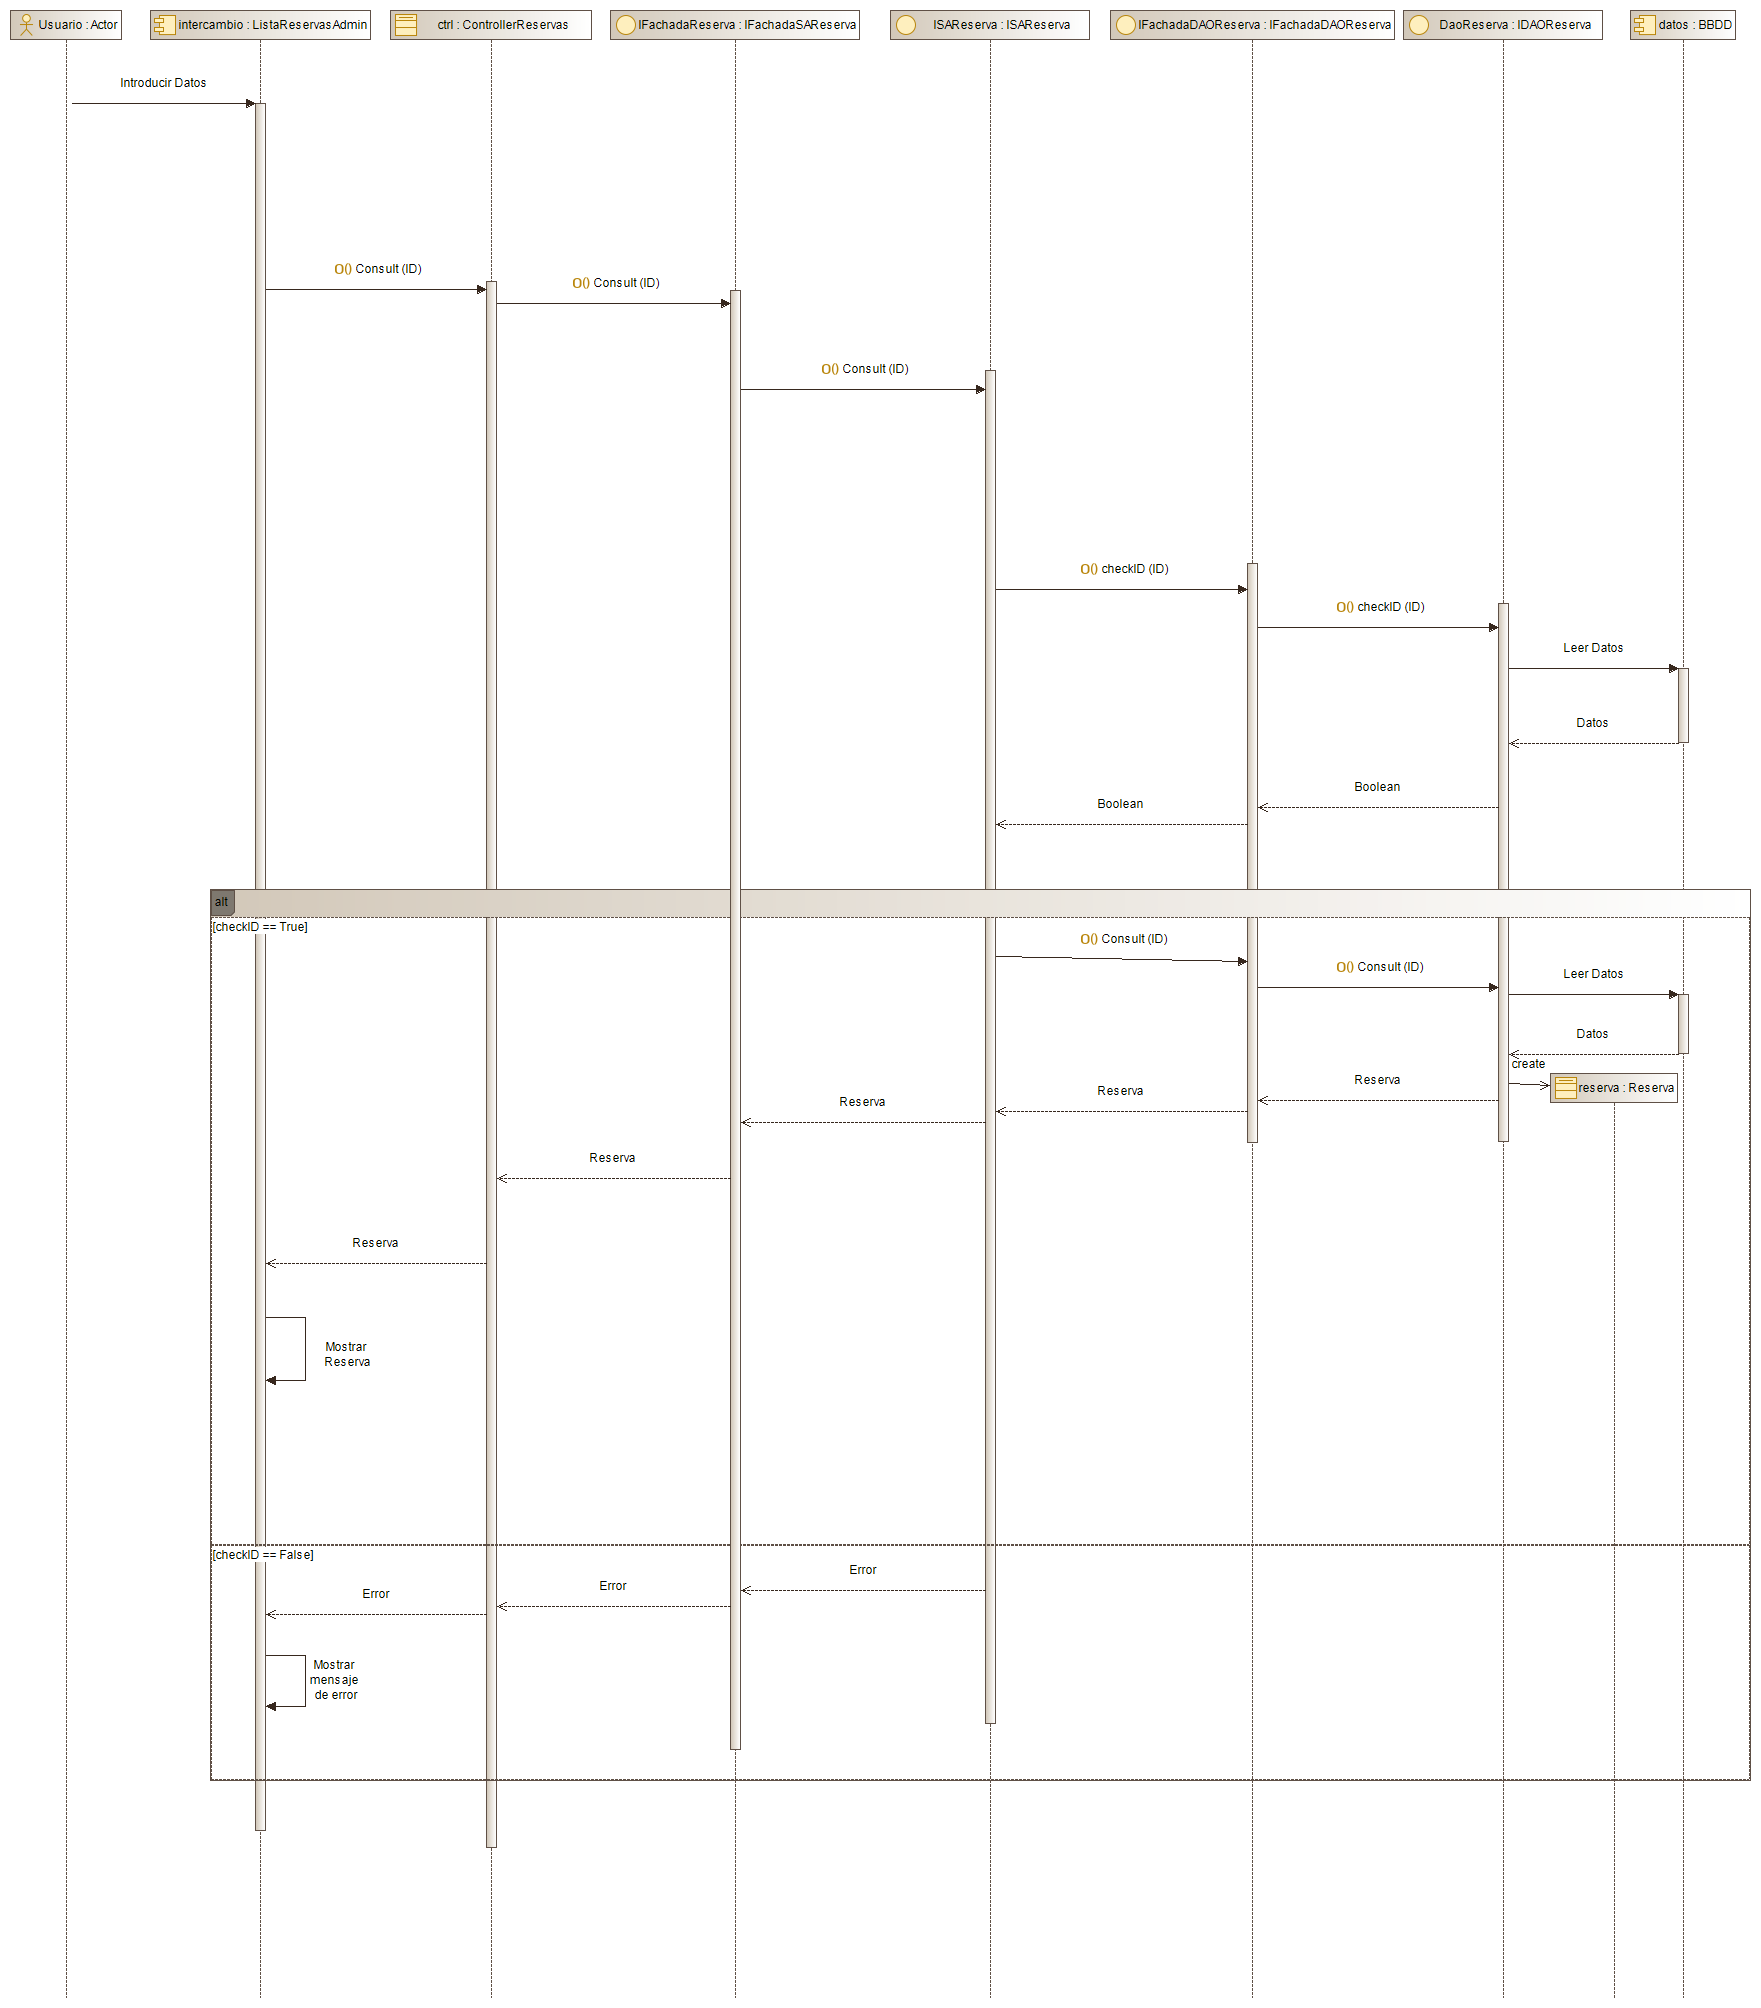 Usuario : Actor
intercambio : ListaReservasAdmin
ctrl : ControllerReservas
IFachadaReserva : IFachadaSAReserva
ISAReserva : ISAReserva
IFachadaDAOReserva : IFachadaDAOReserva
DaoReserva : IDAOReserva
datos : BBDD
Introducir Datos
O() Consult (ID)
O() Consult (ID)
O() Consult (ID)
O() checkID (ID)
O() checkID (ID)
Leer Datos
Datos
Boolean
Boolean
alt
[checkID == True]
O() Consult (ID)
O() Consult (ID)
Leer Datos
Datos
create
reserva : Reserva
Reserva
Reserva
Reserva
Reserva
Reserva
Mostrar
Reserva
[checkID == False]
Error
Error
Error
Mostrar
mensaje
de error